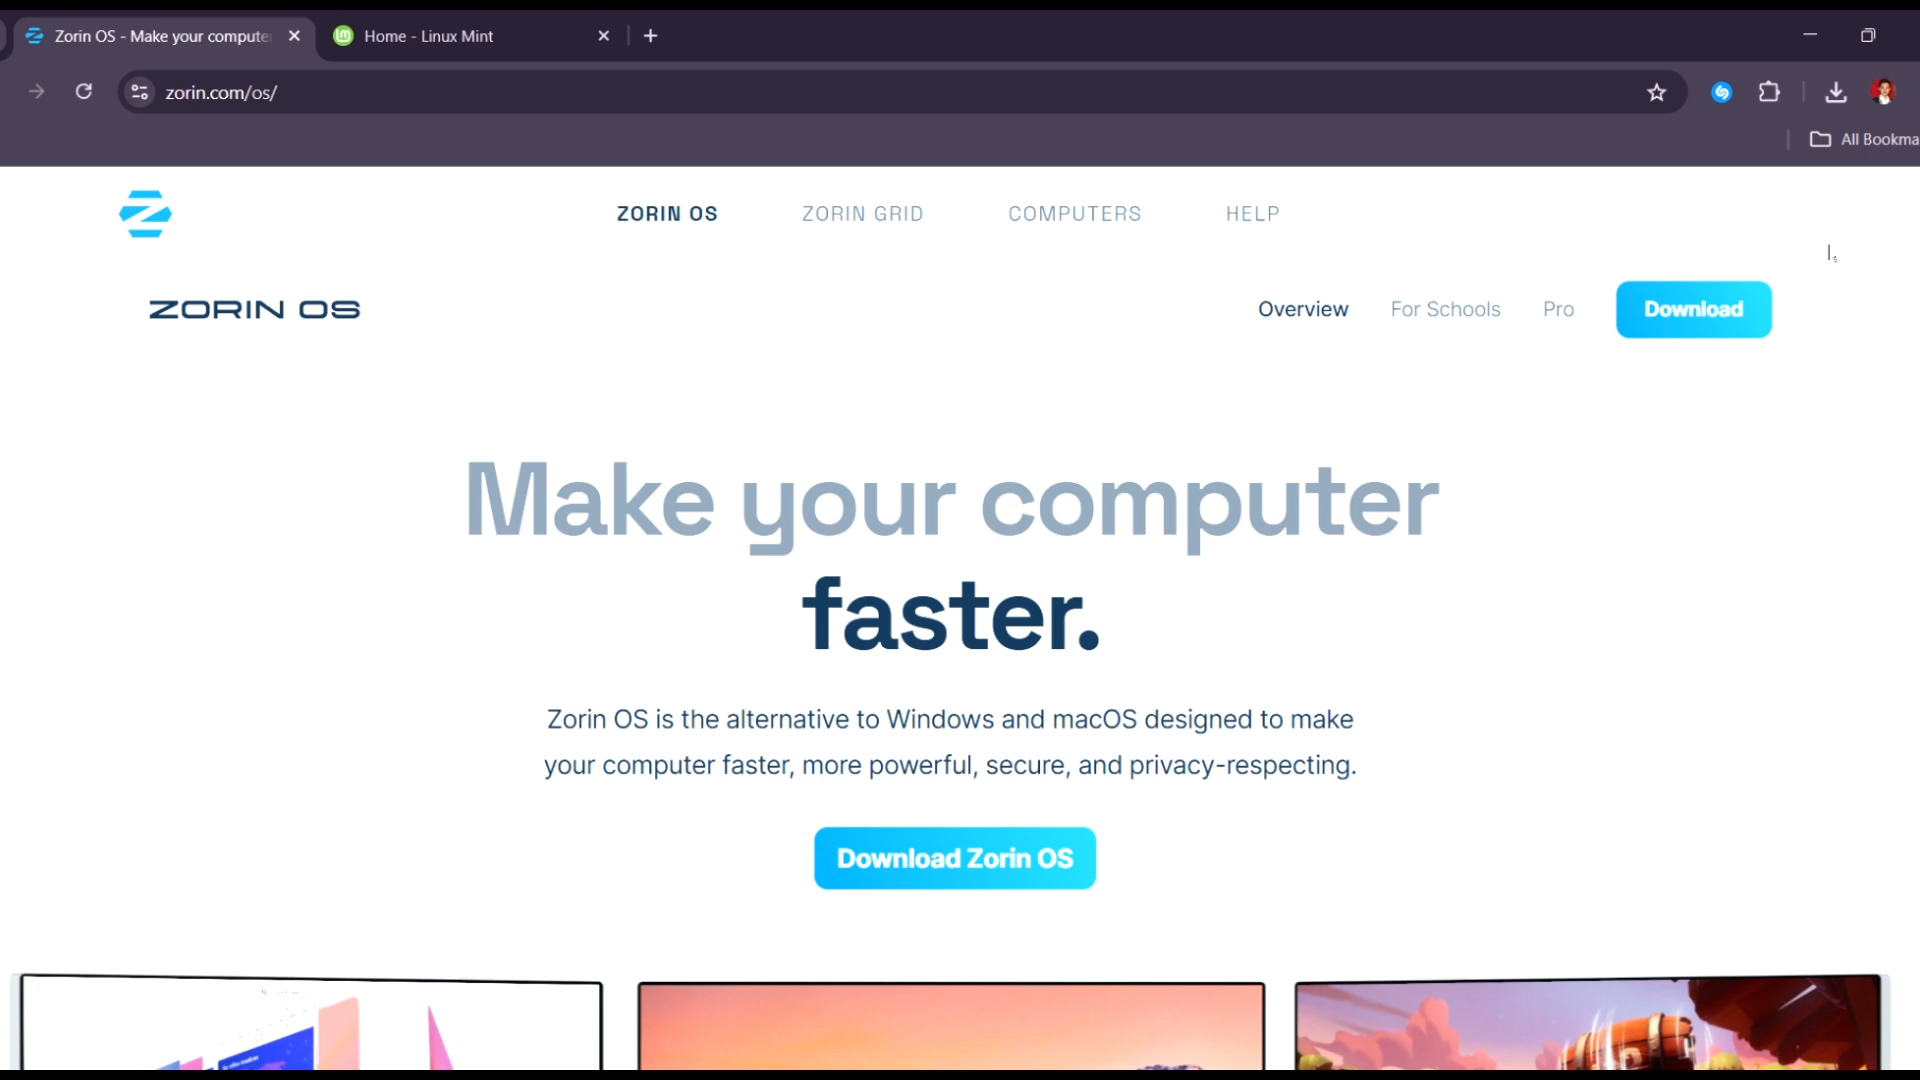 Zorin OS - Make your compute
Home - Linux Mint
zorin.com/os/
All Bookma
ZORIN OS
ZORIN GRID
COMPUTERS
HELP
ZORIN OS
Overview
For Schools
Pro
Download
Make your computer
faster.
Zorin OS is the alternative to Windows and macOS designed to make
your computer faster, more powerful, secure, and privacy-respecting.
Download Zorin OS